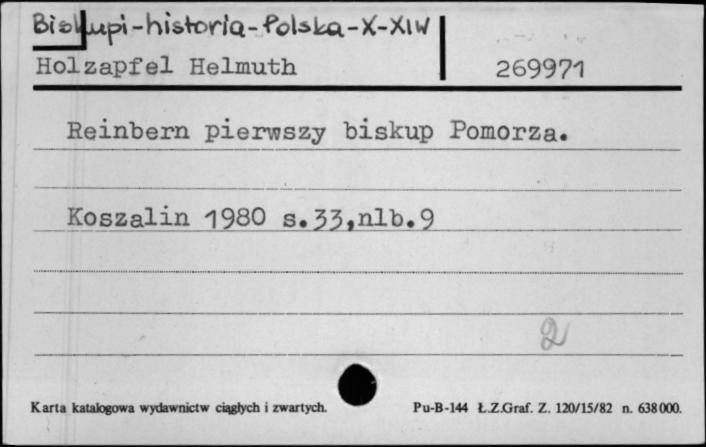 Biskupi-historia-Polska-X-XIW
Holzapfel Helmuth 269971
Reinbern pierwszy biskup Pomorza.
Koszalin 1980 s.33,nlb.9
2
Karta katalogowa wydawnictw ciągłych i zwartych. Pu-B-144 Ł.Z.Graf. Z. 120/15/82 n. 638000.